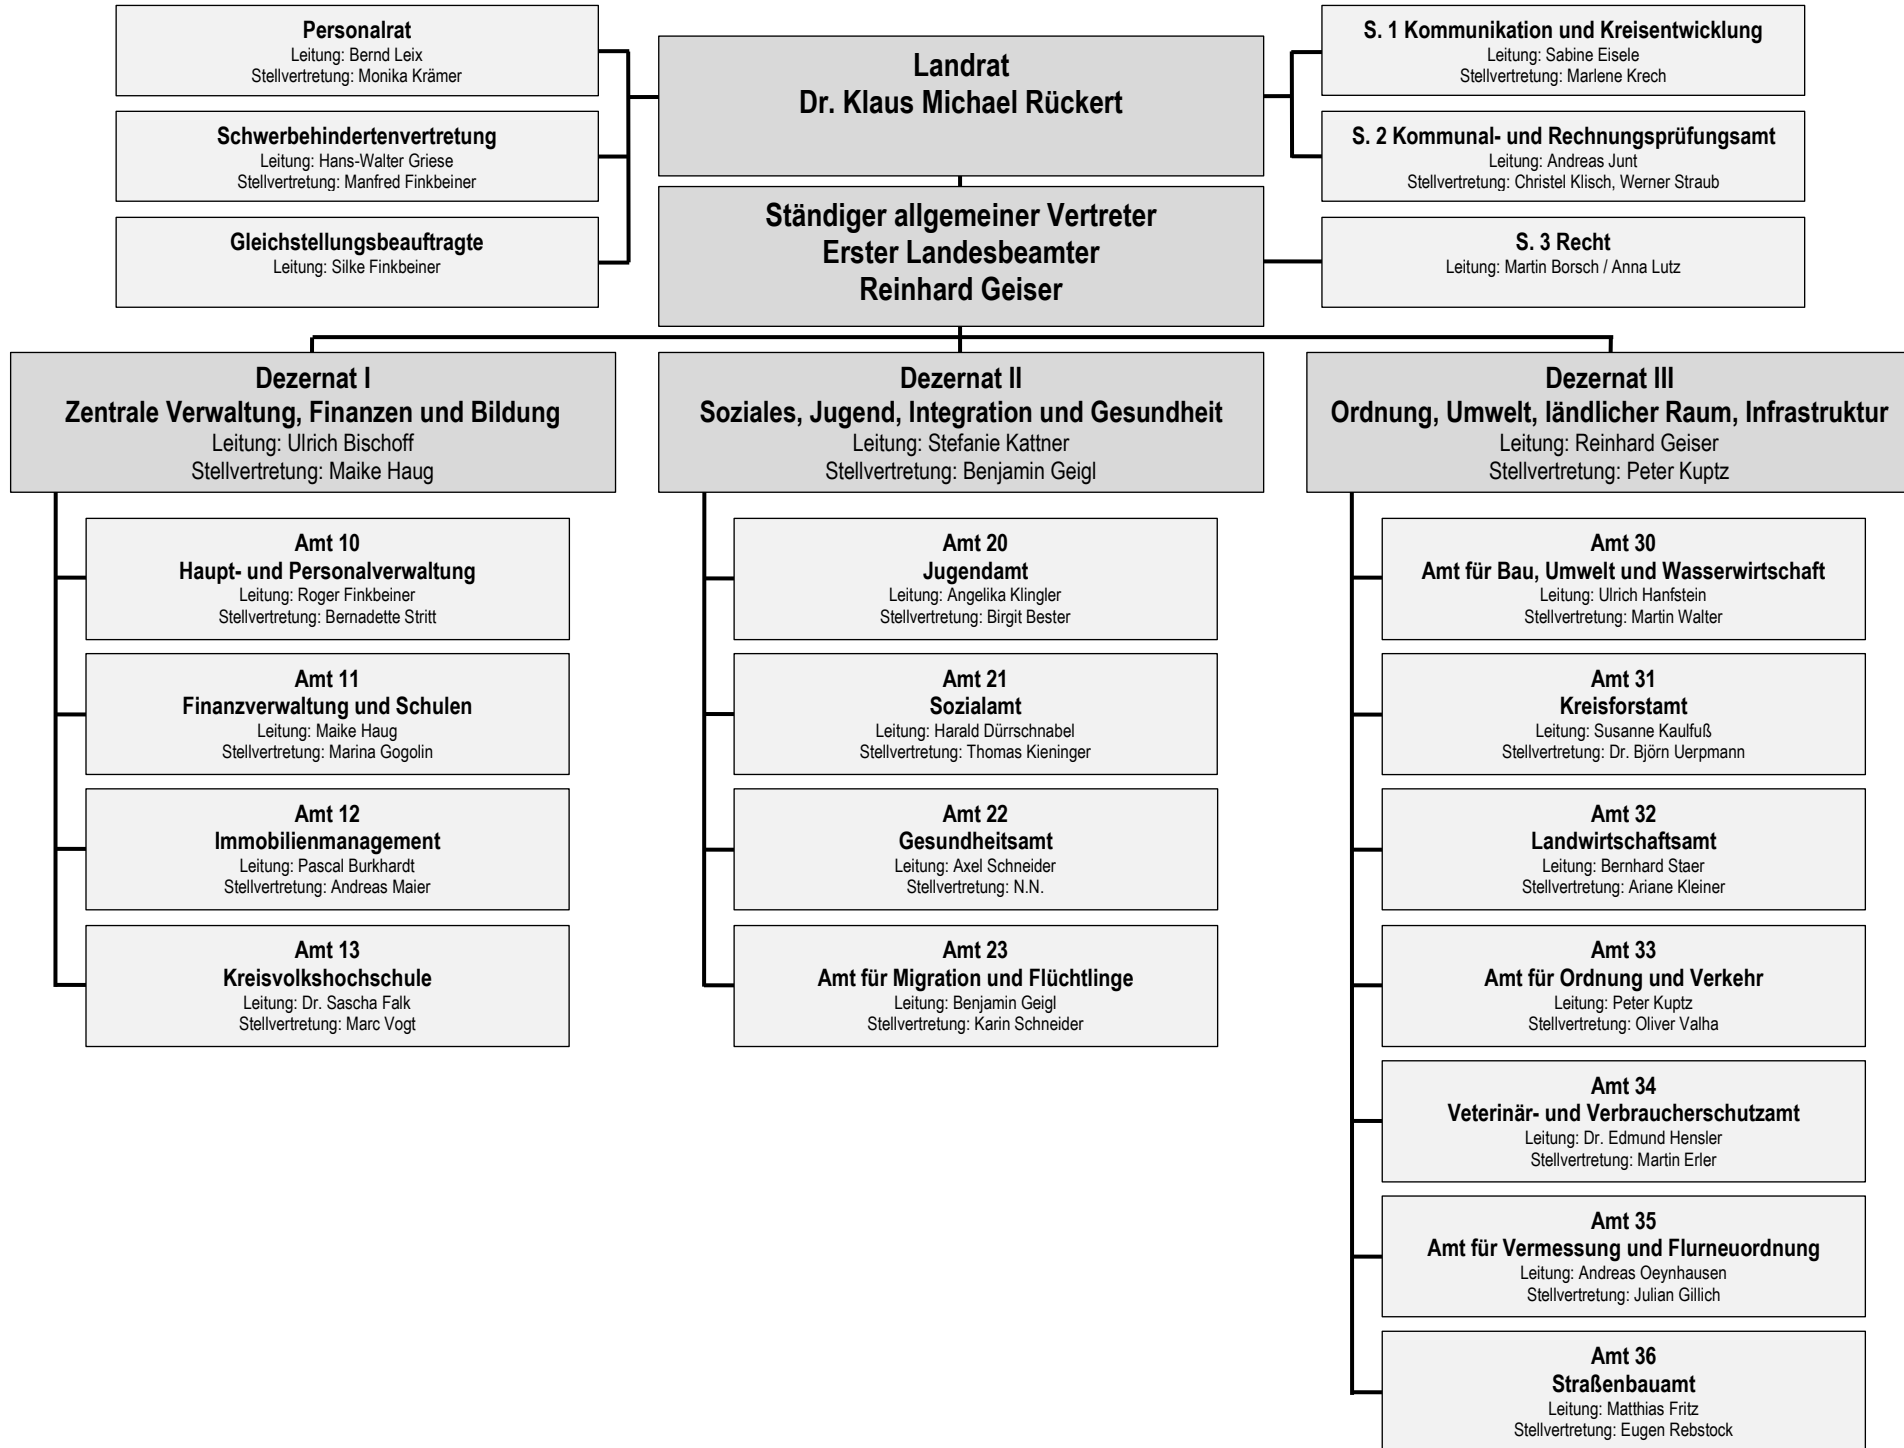 Personalrat
Leitung: Bernd Leix
Stellvertretung: Monika Krämer
Schwerbehindertenvertretung
Leitung: Hans-Walter Griese
Stellvertretung: Manfred Finkbeiner
Gleichstellungsbeauftragte
Leitung: Silke Finkbeiner
Landrat
Dr. Klaus Michael Rückert
Ständiger allgemeiner Vertreter
Erster Landesbeamter
Reinhard Geiser
S. 1 Kommunikation und Kreisentwicklung
Leitung: Sabine Eisele
Stellvertretung: Marlene Krech
S. 2 Kommunal- und Rechnungsprüfungsamt
Leitung: Andreas Junt
Stellvertretung: Christel Klisch, Werner Straub
S. 3 Recht
Leitung: Martin Borsch / Anna Lutz
Dezernat I
Zentrale Verwaltung, Finanzen und Bildung
Leitung: Ulrich Bischoff
Stellvertretung: Maike Haug
Amt 10
Haupt- und Personalverwaltung
Leitung: Roger Finkbeiner
Stellvertretung: Bernadette Stritt
Amt 11
Finanzverwaltung und Schulen
Leitung: Maike Haug
Stellvertretung: Marina Gogolin
Amt 12
Immobilienmanagement
Leitung: Pascal Burkhardt
Stellvertretung: Andreas Maier
Amt 13
Kreisvolkshochschule
Leitung: Dr. Sascha Falk
Stellvertretung: Marc Vogt
Dezernat II
Soziales, Jugend, Integration und Gesundheit
Leitung: Stefanie Kattner
Stellvertretung: Benjamin Geigl
Amt 20
Jugendamt
Leitung: Angelika Klingler
Stellvertretung: Birgit Bester
Amt 21
Sozialamt
Leitung: Harald Dürrschnabel
Stellvertretung: Thomas Kieninger
Amt 22
Gesundheitsamt
Leitung: Axel Schneider
Stellvertretung: N.N.
Amt 23
Amt für Migration und Flüchtlinge
Leitung: Benjamin Geigl
Stellvertretung: Karin Schneider
Dezernat III
Ordnung, Umwelt, ländlicher Raum, Infrastruktur
Leitung: Reinhard Geiser
Stellvertretung: Peter Kuptz
Amt 30
Amt für Bau, Umwelt und Wasserwirtschaft
Leitung: Ulrich Hanfstein
Stellvertretung: Martin Walter
Amt 31
Kreisforstamt
Leitung: Susanne Kaulfuß
Stellvertretung: Dr. Björn Uerpmann
Amt 32
Landwirtschaftsamt
Leitung: Bernhard Staer
Stellvertretung: Ariane Kleiner
Amt 33
Amt für Ordnung und Verkehr
Leitung: Peter Kuptz
Stellvertretung: Oliver Valha
Amt 34
Veterinär- und Verbraucherschutzamt
Leitung: Dr. Edmund Hensler
Stellvertretung: Martin Erler
Amt 35
Amt für Vermessung und Flurneuordnung
Leitung: Andreas Oeynhausen
Stellvertretung: Julian Gillich
Amt 36
Straßenbauamt
Leitung: Matthias Fritz
Stellvertretung: Eugen Rebstock